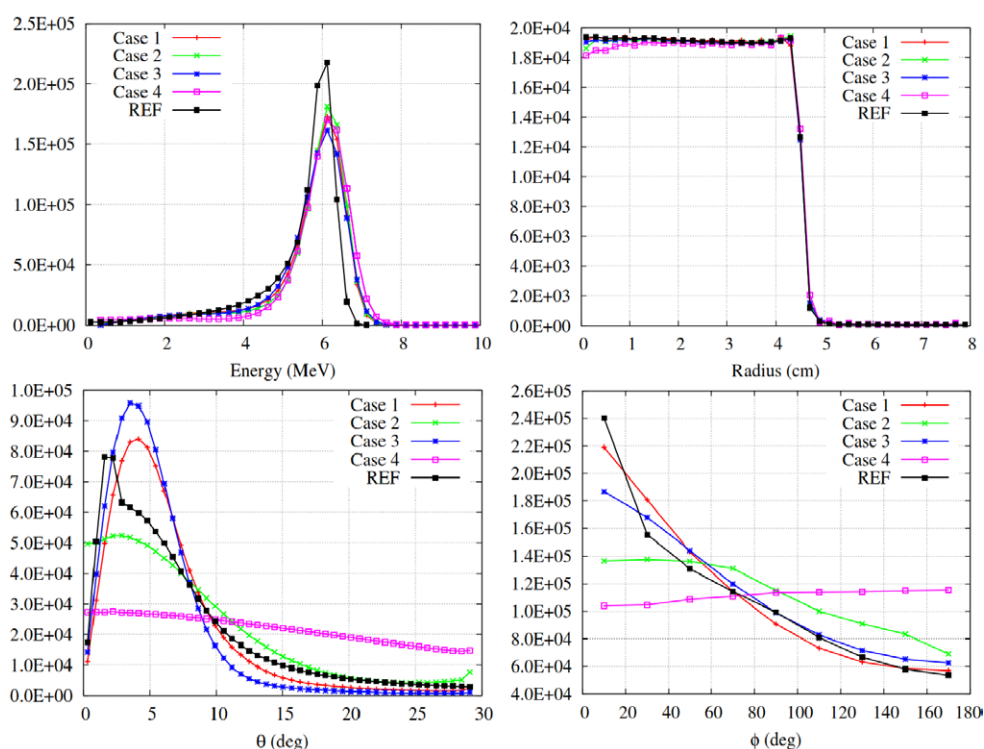 2.5E+05
2.0E+05
1.5E+05
1.0E+05
5.0E+04
0.0E+00
Case 1
Case 2
Case 3
Case 4
REF
0 2 4 6 8 10
Energy (MeV)
2.0E+04
1.8E+04
1.6E+04
1.4E+04
1.2E+04
1.0E+04
8.0E+03
6.0E+03
4.0E+03
2.0E+03
0.0E+00
Case 1
Case 2
Case 3
Case 4
REF
0 1 2 3 4 5 6 7 8
Radius (cm)
1.0E+05
9.0E+04
8.0E+04
7.0E+04
6.0E+04
5.0E+04
4.0E+04
3.0E+04
2.0E+04
1.0E+04
0.0E+00
Case 1
Case 2
Case 3
Case 4
REF
0 5 10 15 20 25 30
θ (deg)
2.6E+05
2.4E+05
2.2E+05
2.0E+05
1.8E+05
1.6E+05
1.4E+05
1.2E+05
1.0E+05
8.0E+04
6.0E+04
4.0E+04
Case 1
Case 2
Case 3
Case 4
REF
0 20 40 60 80 100 120 140 160 180
ϕ (deg)